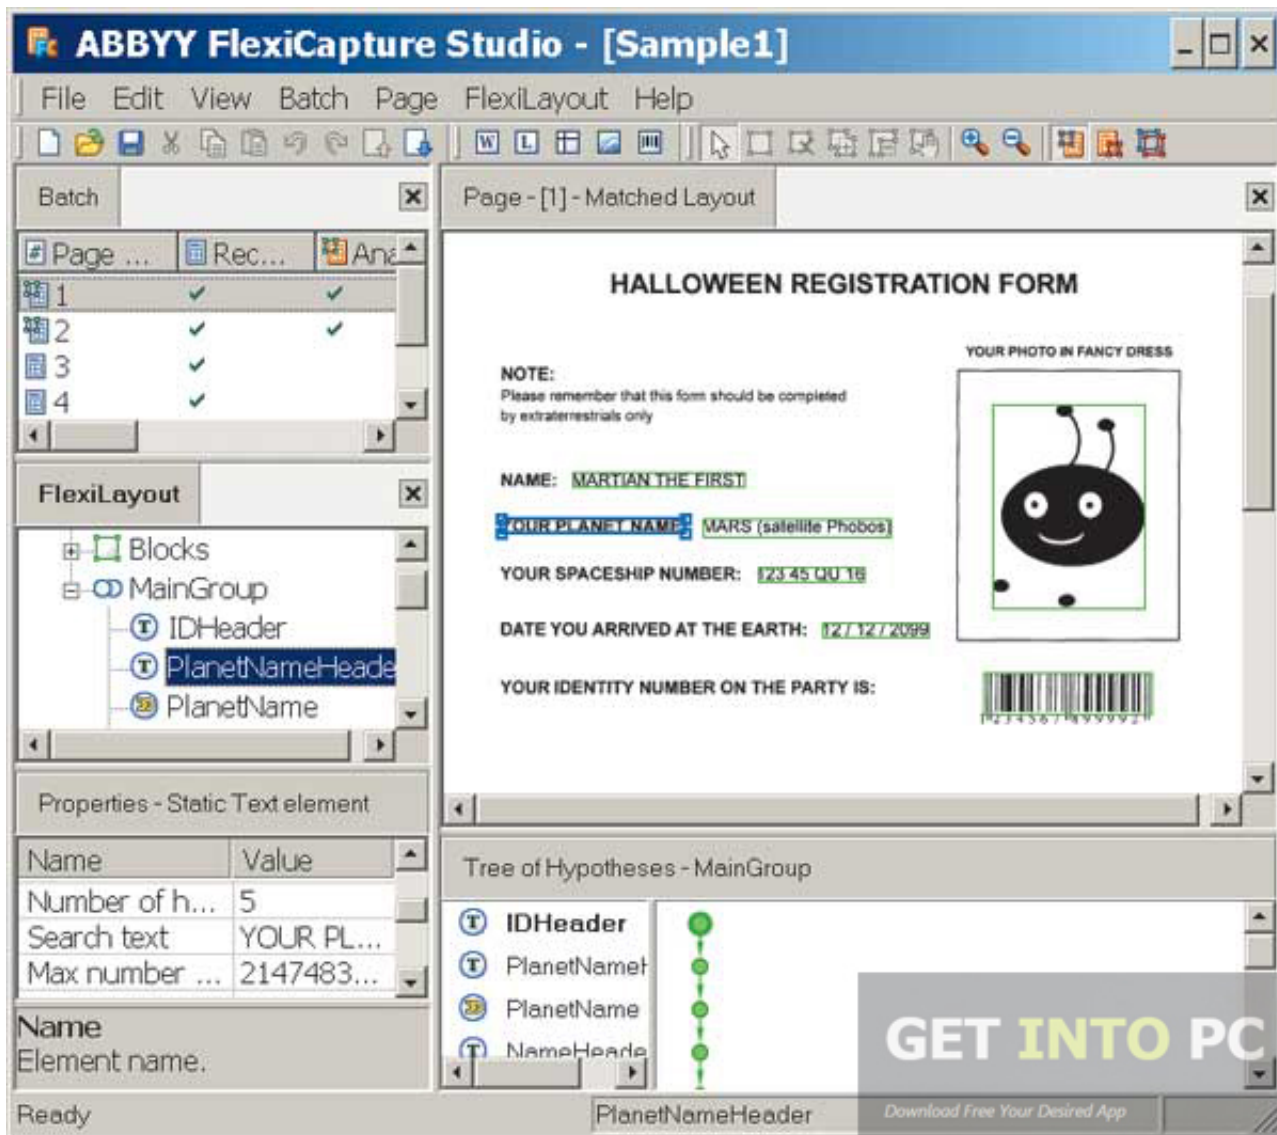 ABBYY FlexiCapture Studio - [Sample1]
File Edit View Batch Page FlexiLayout Help
Batch
Page ... Rec... Ana
1
2
3
4
FlexiLayout
Blocks
MainGroup
IDHeader
PlanetNameHeade
PlanetName
Properties - Static Text element
Name Value
Number of h... 5
Search text YOUR PL...
Max number ... 2147483...
Name
Element name.
Page - [1] - Matched Layout
HALLOWEEN REGISTRATION FORM
YOUR PHOTO IN FANCY DRESS
NOTE:
Please remember that this form should be completed
by extraterrestrials only
NAME: MARTIAN THE FIRST
YOUR PLANET NAME MARS (satellite Phobos)
YOUR SPACESHIP NUMBER: 123 45 QU 16
DATE YOU ARRIVED AT THE EARTH: 12 / 12 / 2099
YOUR IDENTITY NUMBER ON THE PARTY IS:
Tree of Hypotheses - MainGroup
IDHeader
PlanetNameH
PlanetName
NameHeade
GET INTO PC
Download Free Your Desired App
Ready PlanetNameHeader